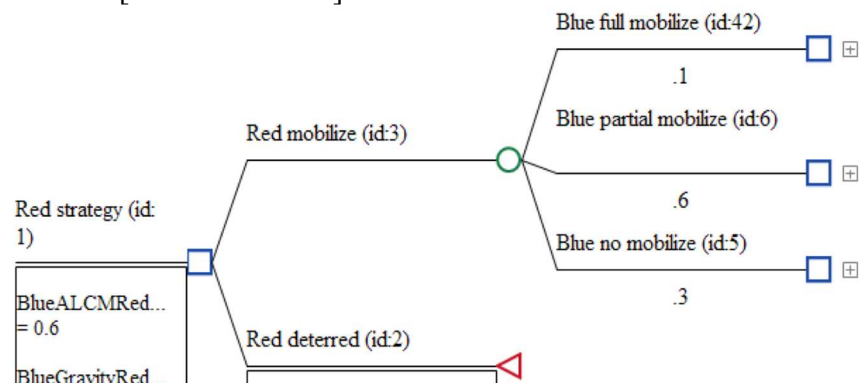 Blue full mobilize (id:42)
.1
Blue partial mobilize (id:6)
Red mobilize (id:3)
.6
Red strategy (id:
1)
Blue no mobilize (id:5)
.3
BlueALCMRed...
= 0.6
Red deterred (id:2)
BlueGravityRed...